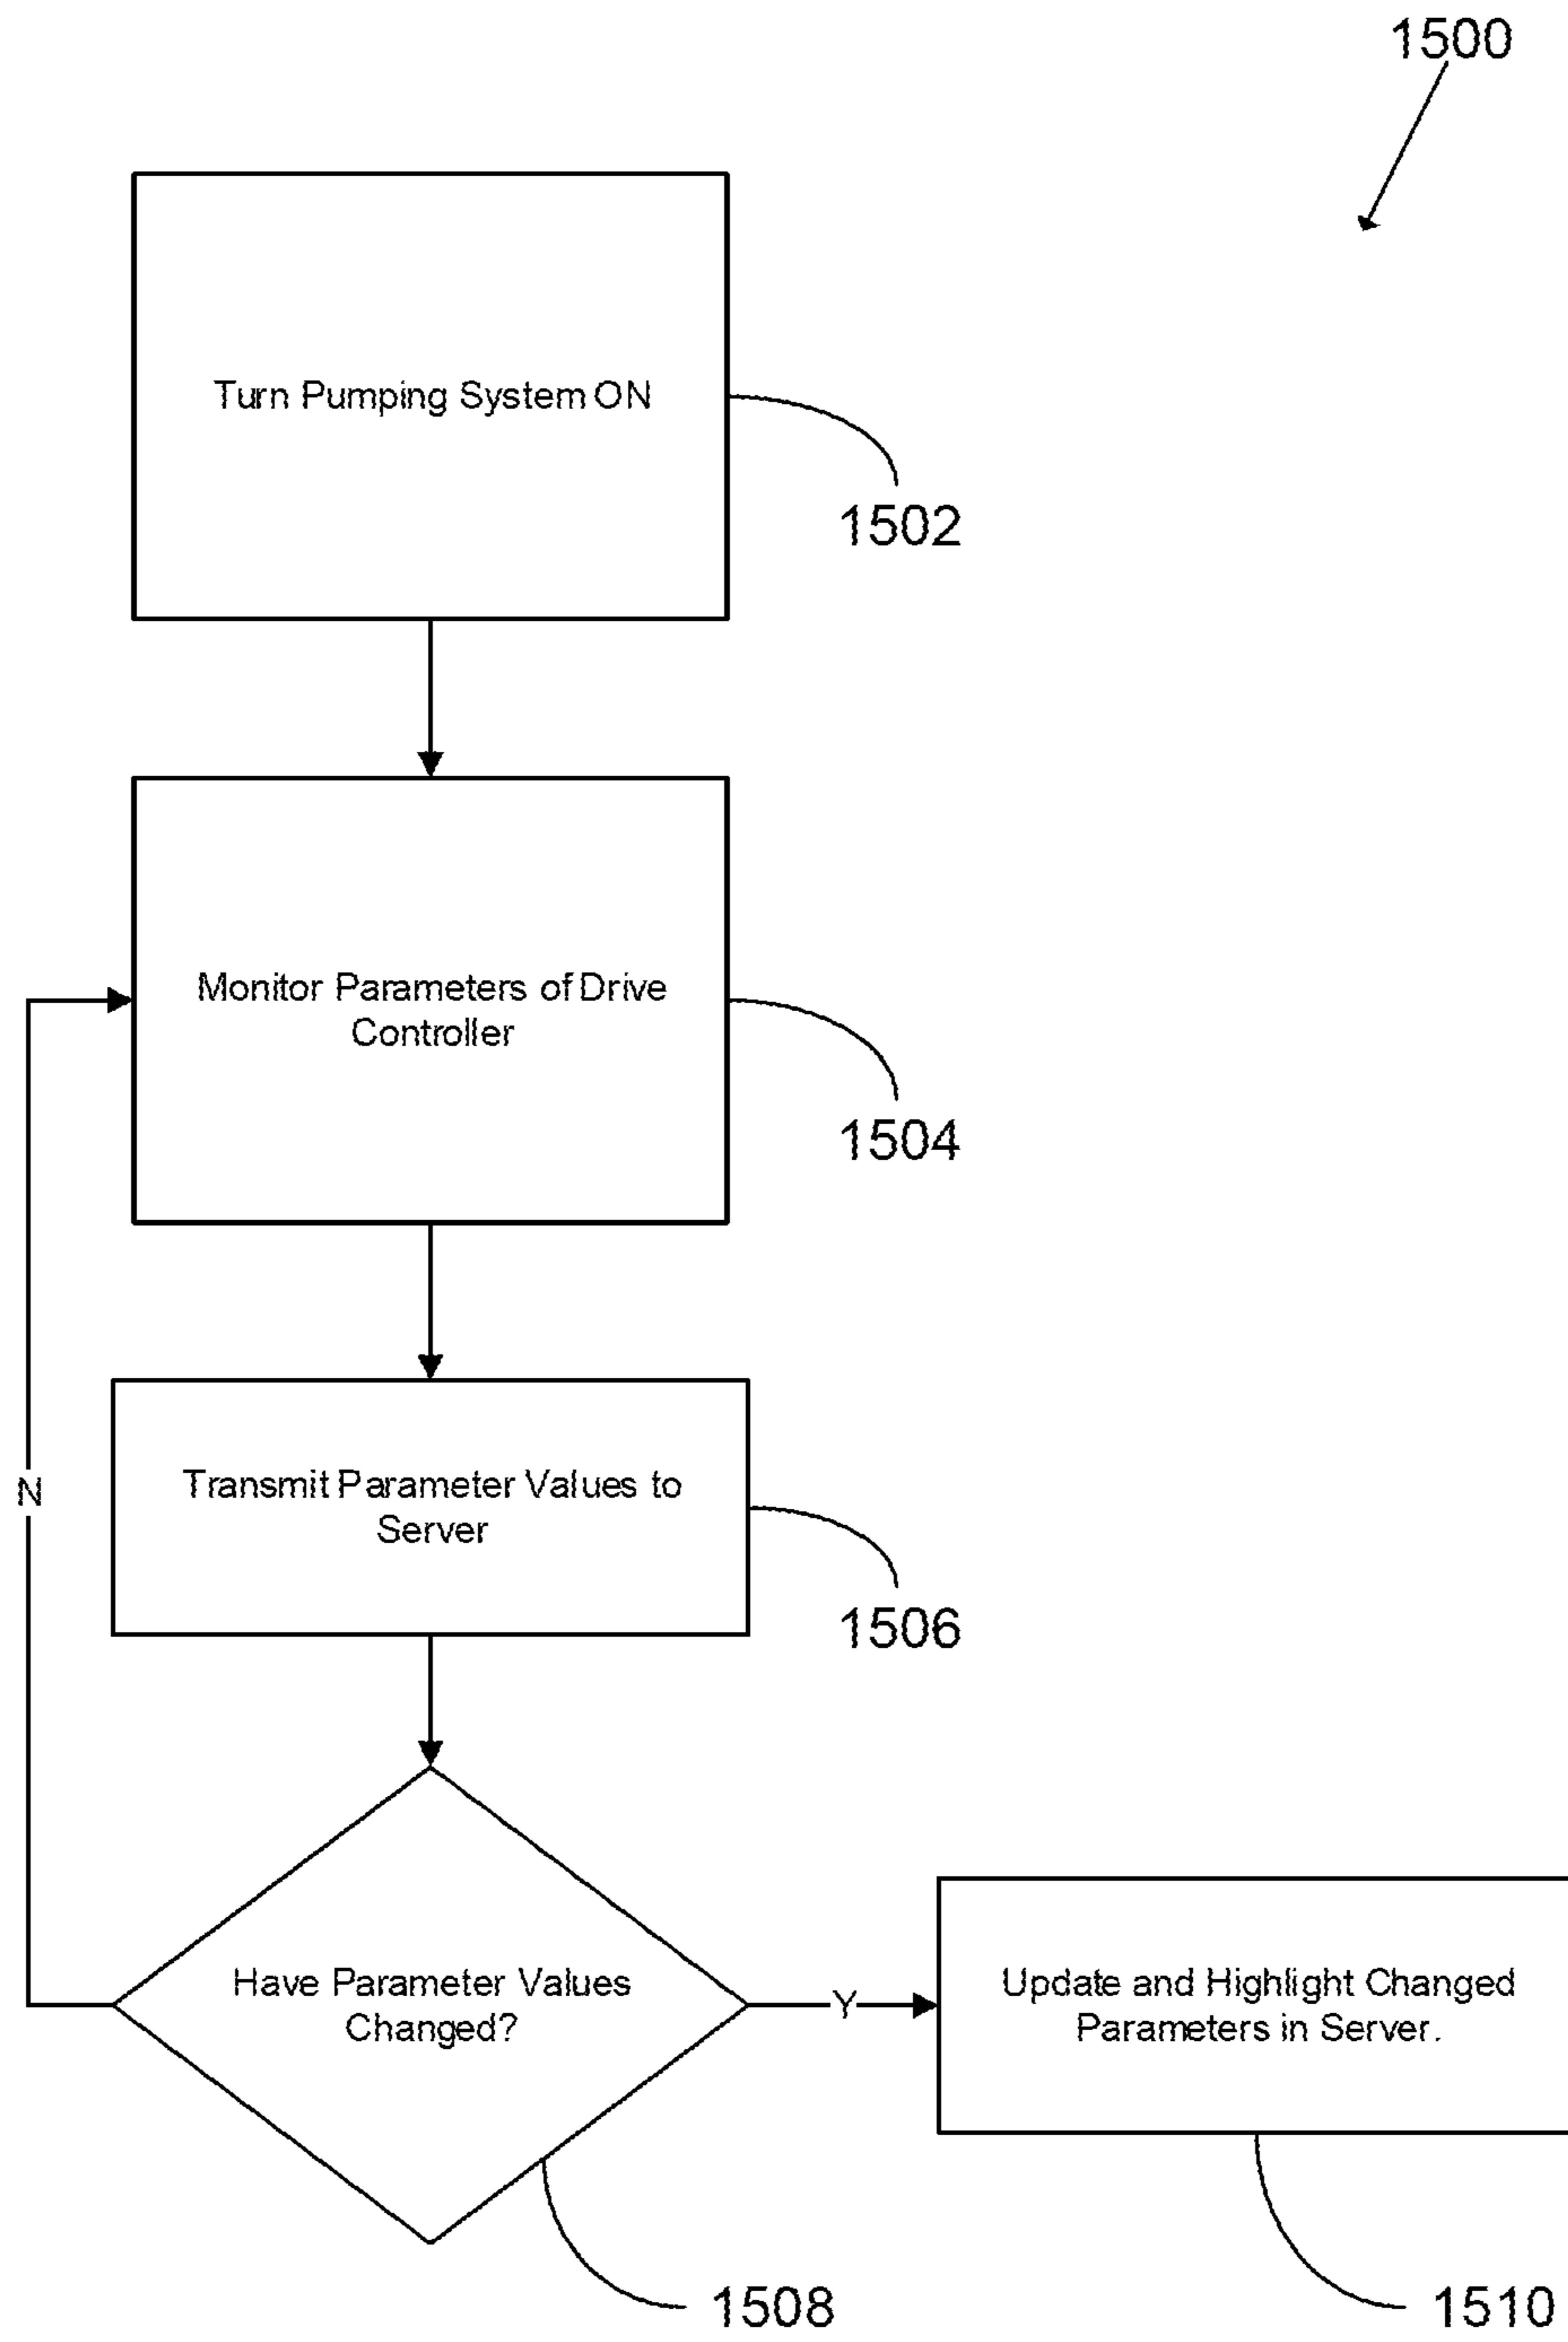 1500
Turn Pumping System ON
1502
Monitor Parameters of Drive
Controller
1504
Transmit Parameter Values to
Server
1506
N
Have Parameter Values
Changed?
Y
Update and Highlight Changed
Parameters in Server.
1508
1510